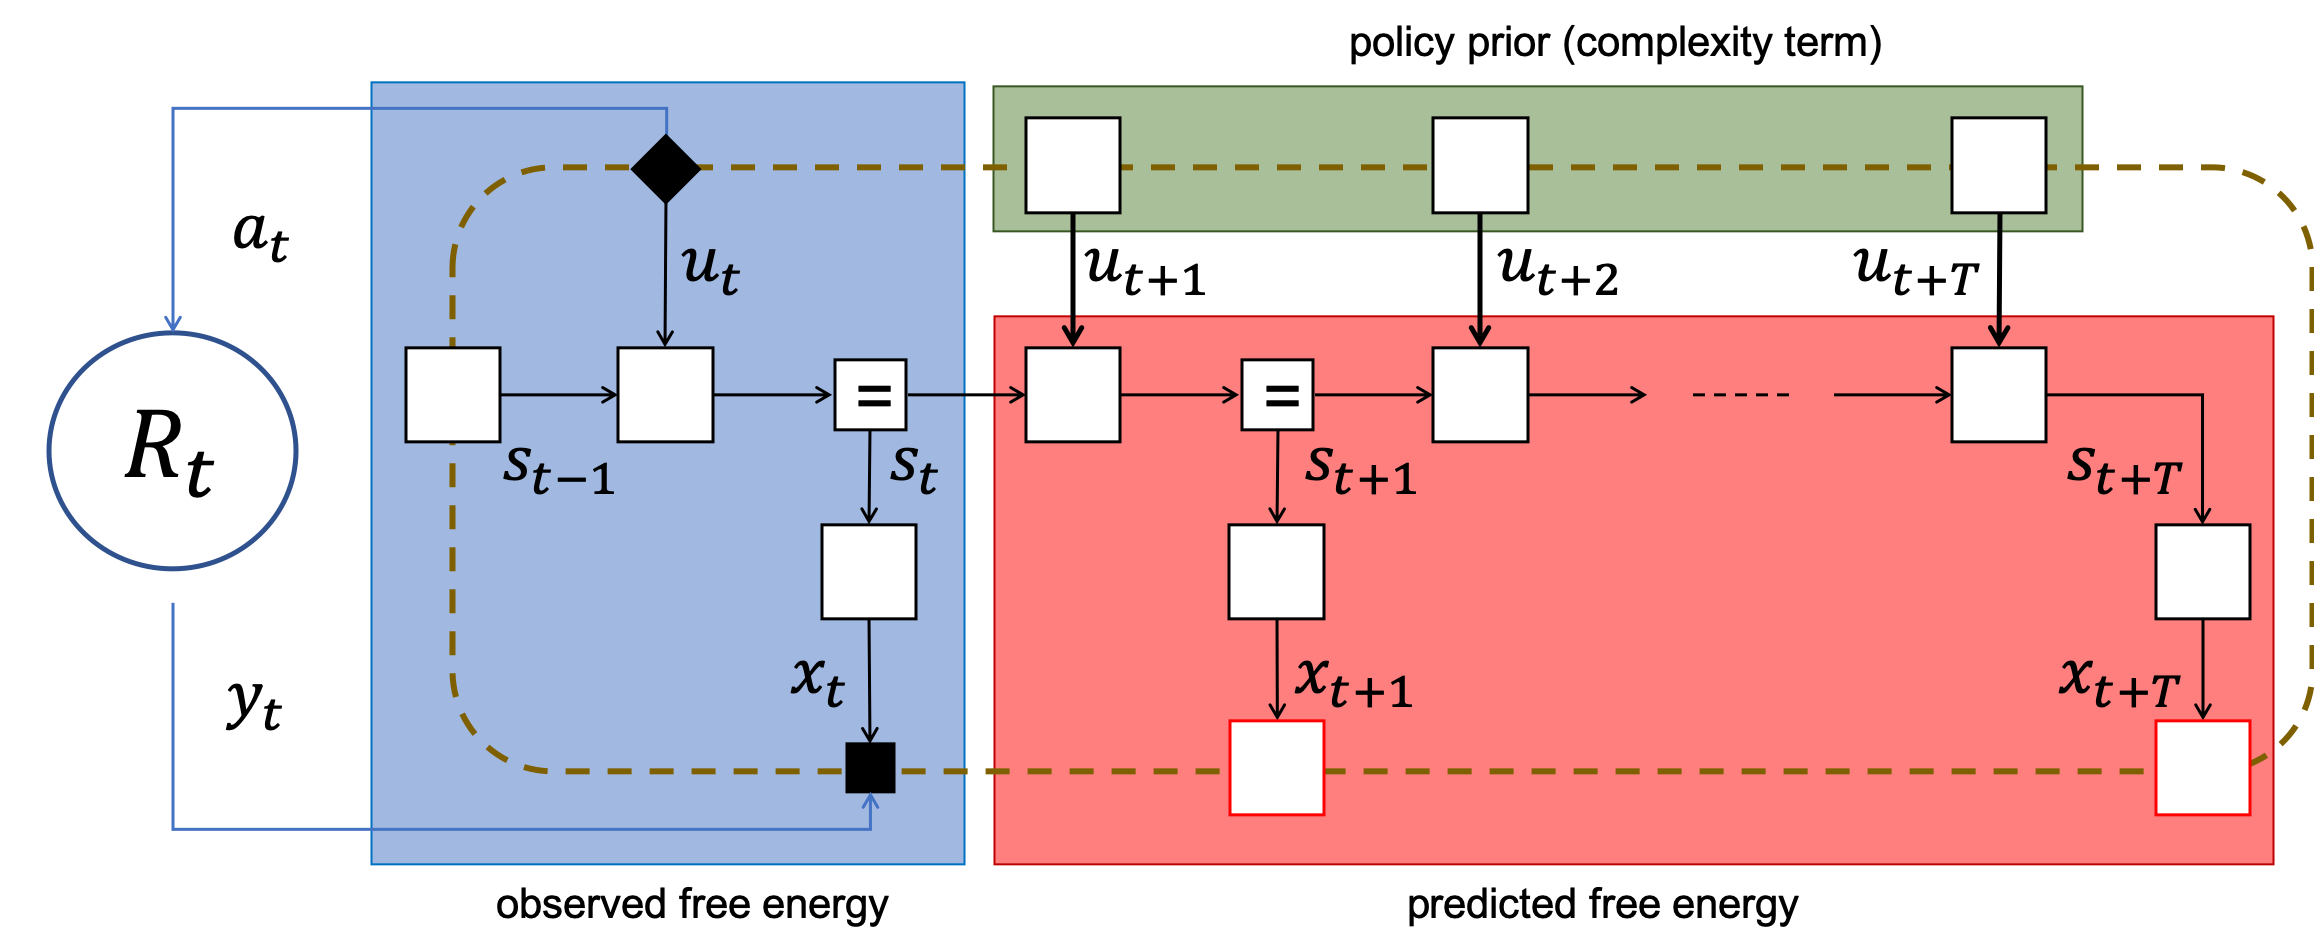 policy prior (complexity term)
a_t
u_t
u_{t+1}
u_{t+2}
u_{t+T}
R_t
=
=
s_{t−1}
s_t
s_{t+1}
s_{t+T}
x_t
x_{t+1}
x_{t+T}
y_t
observed free energy
predicted free energy